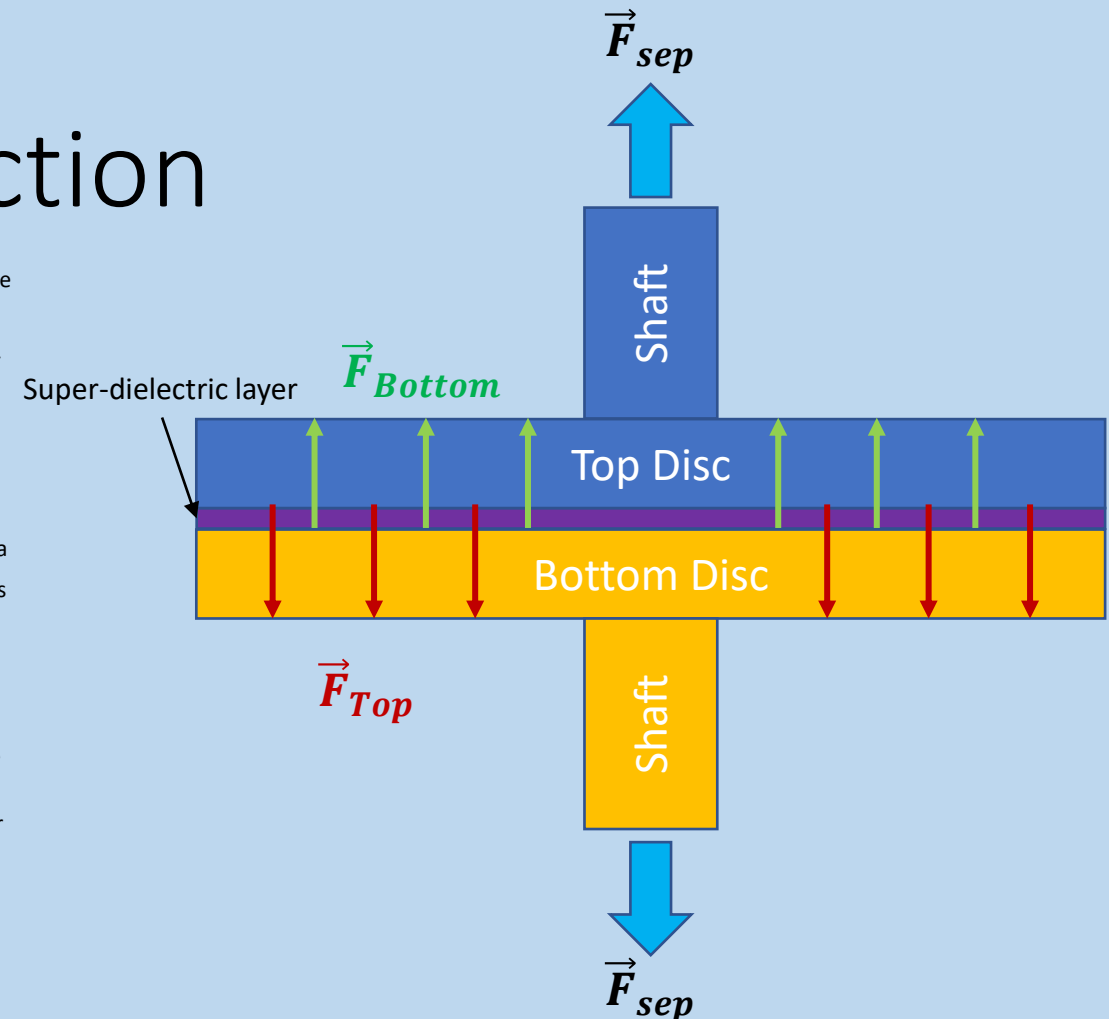 F⃗sep
ction
e
Shaft
F⃗Bottom
Super-dielectric layer
Top Disc
a
Bottom Disc
s
F⃗Top
Shaft
r
F⃗sep